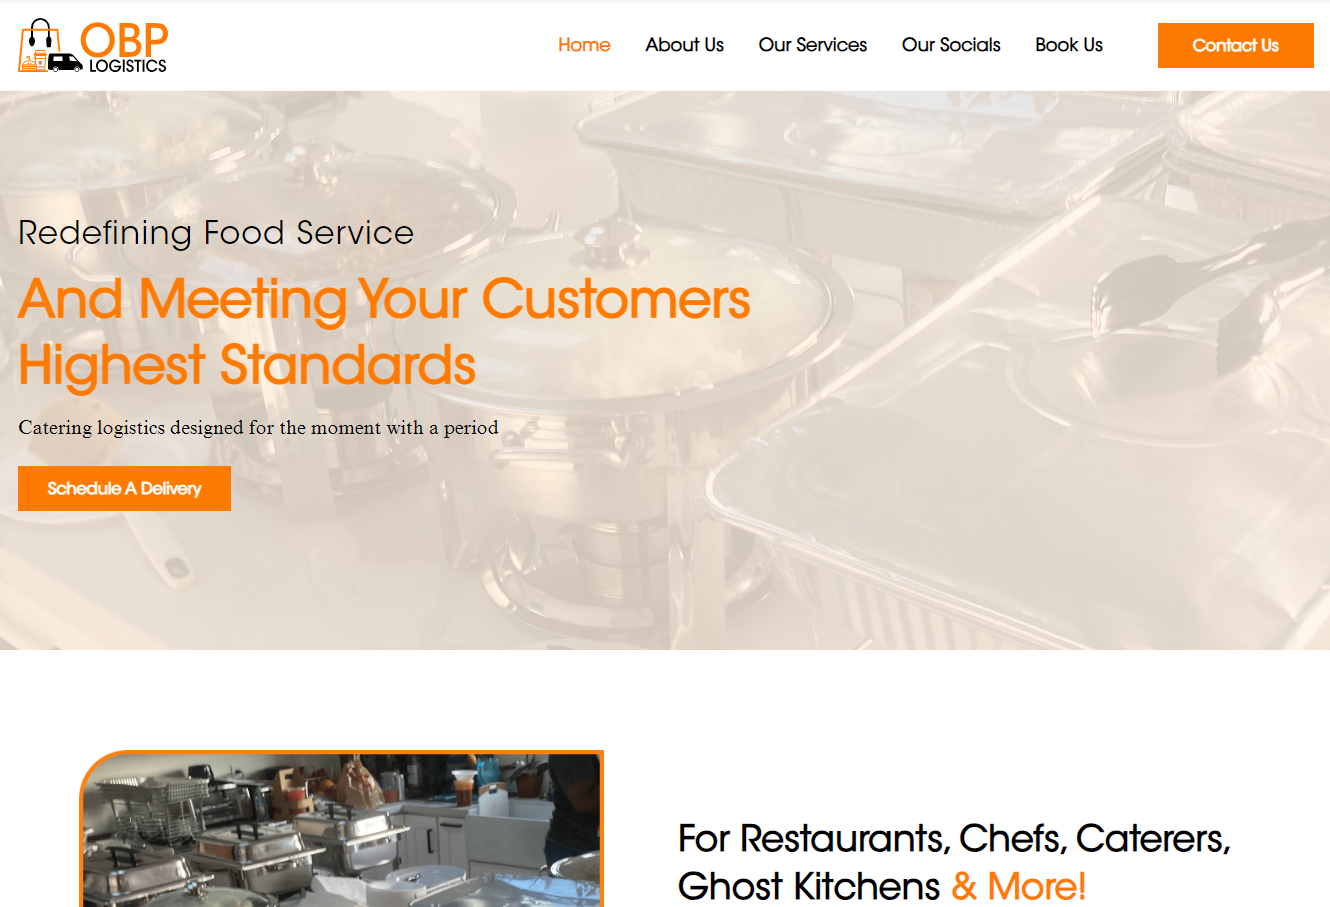 OBP
LOGISTICS
Home About Us Our Services Our Socials Book Us Contact Us
Redefining Food Service
And Meeting Your Customers
Highest Standards
Catering logistics designed for the moment with a period
Schedule A Delivery
For Restaurants, Chefs, Caterers,
Ghost Kitchens & More!